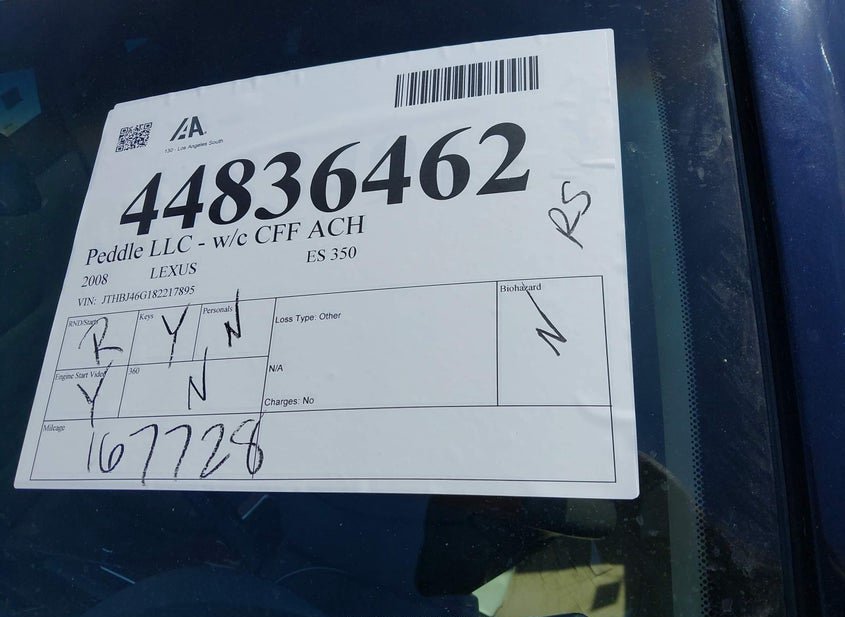 IAA
130 - Los Angeles South
44836462
Peddle LLC - w/c CFF ACH
2008 LEXUS ES 350
VIN: JTHBJ46G182217895
RS
RND/Starts R Keys Y Personals N
Loss Type: Other
Biohazard N
Engine Start Video Y 360 N
N/A
Charges: No
Mileage 167728